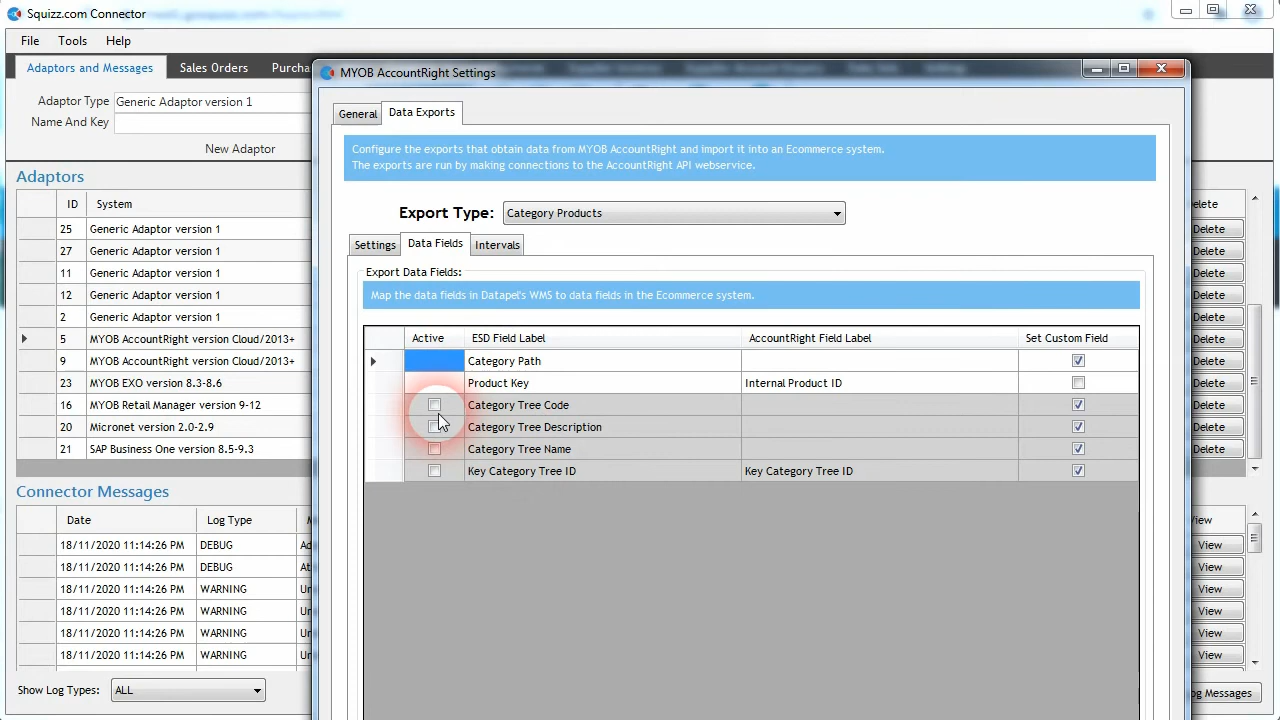 Squizz.com Connector
File Tools Help
Adaptors and Messages Sales Orders Purcha
Adaptor Type Generic Adaptor version 1
Name And Key
New Adaptor
Adaptors
ID System
25 Generic Adaptor version 1
27 Generic Adaptor version 1
11 Generic Adaptor version 1
12 Generic Adaptor version 1
2 Generic Adaptor version 1
5 MYOB AccountRight version Cloud/2013+
9 MYOB AccountRight version Cloud/2013+
23 MYOB EXO version 8.3-8.6
16 MYOB Retail Manager version 9-12
20 Micronet version 2.0-2.9
21 SAP Business One version 8.5-9.3
Connector Messages
Date Log Type M
18/11/2020 11:14:26 PM DEBUG Ad
18/11/2020 11:14:26 PM DEBUG At
18/11/2020 11:14:26 PM WARNING Un
18/11/2020 11:14:26 PM WARNING Un
18/11/2020 11:14:26 PM WARNING Un
18/11/2020 11:14:26 PM WARNING Un
Show Log Types: ALL
MYOB AccountRight Settings
General Data Exports
Configure the exports that obtain data from MYOB AccountRight and import it into an Ecommerce system.
The exports are run by making connections to the AccountRight API webservice.
Export Type: Category Products
Settings Data Fields Intervals
Export Data Fields:
Map the data fields in Datapel's WMS to data fields in the Ecommerce system.
Active ESD Field Label AccountRight Field Label Set Custom Field
Category Path
Product Key Internal Product ID
Category Tree Code
Category Tree Description
Category Tree Name
Key Category Tree ID Key Category Tree ID
elete
Delete
Delete
Delete
Delete
Delete
Delete
Delete
Delete
Delete
Delete
Delete
View
View
View
View
View
View
View
og Messages